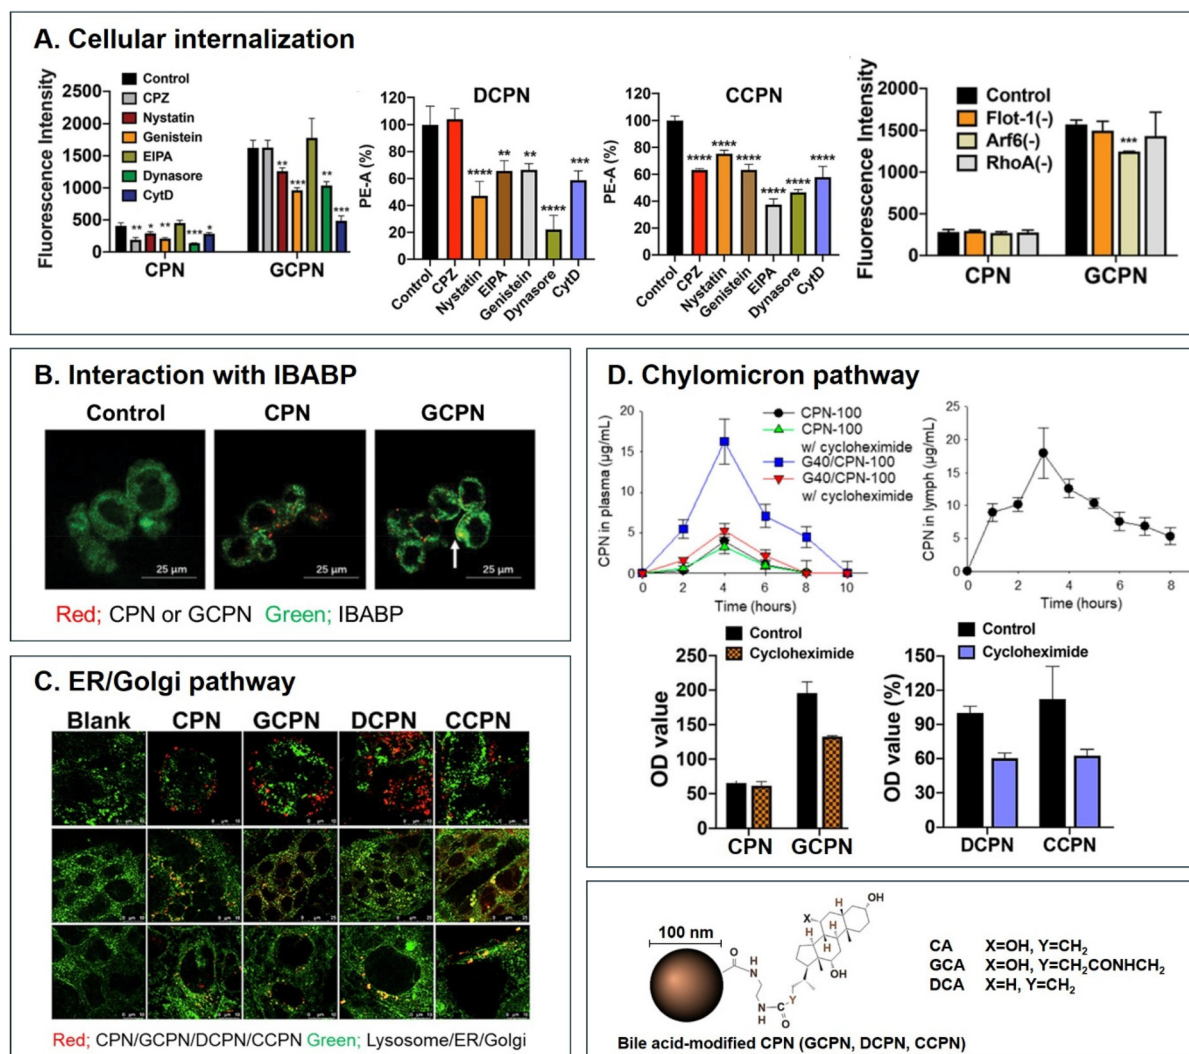 A. Cellular internalization
Fluorescence Intensity
2500
2000
1500
1000
500
0
Control
CPZ
Nystatin
Genistein
EIPA
Dynasore
CytD
** * ** *** *
** *** ** ***
CPN GCPN
DCPN
PE-A (%)
120
100
80
60
40
20
0
**** ** ** **** ***
Control CPZ Nystatin EIPA Genistein Dynasore CytD
CCPN
PE-A (%)
120
100
80
60
40
20
0
**** **** **** **** **** ****
Control CPZ Nystatin Genistein EIPA Dynasore CytD
Fluorescence Intensity
2000
1500
1000
500
0
Control
Flot-1(-)
Arf6(-)
RhoA(-)
***
CPN GCPN
B. Interaction with IBABP
Control CPN GCPN
25 µm 25 µm 25 µm
Red; CPN or GCPN Green; IBABP
C. ER/Golgi pathway
Blank CPN GCPN DCPN CCPN
Red; CPN/GCPN/DCPN/CCPN Green; Lysosome/ER/Golgi
D. Chylomicron pathway
CPN in plasma (µg/mL)
20
15
10
5
0
CPN-100
CPN-100
w/ cycloheximide
G40/CPN-100
G40/CPN-100
w/ cycloheximide
0 2 4 6 8 10
Time (hours)
CPN in lymph (µg/mL)
25
20
15
10
5
0
0 2 4 6 8
Time (hours)
Control
Cycloheximide
OD value
250
200
150
100
50
0
CPN GCPN
Control
Cycloheximide
OD value (%)
150
120
90
60
30
0
DCPN CCPN
100 nm
O
H
N
N
H
C
O
Y
X
H
H
H
H
OH
OH
CA X=OH, Y=CH₂
GCA X=OH, Y=CH₂CONHCH₂
DCA X=H, Y=CH₂
Bile acid-modified CPN (GCPN, DCPN, CCPN)